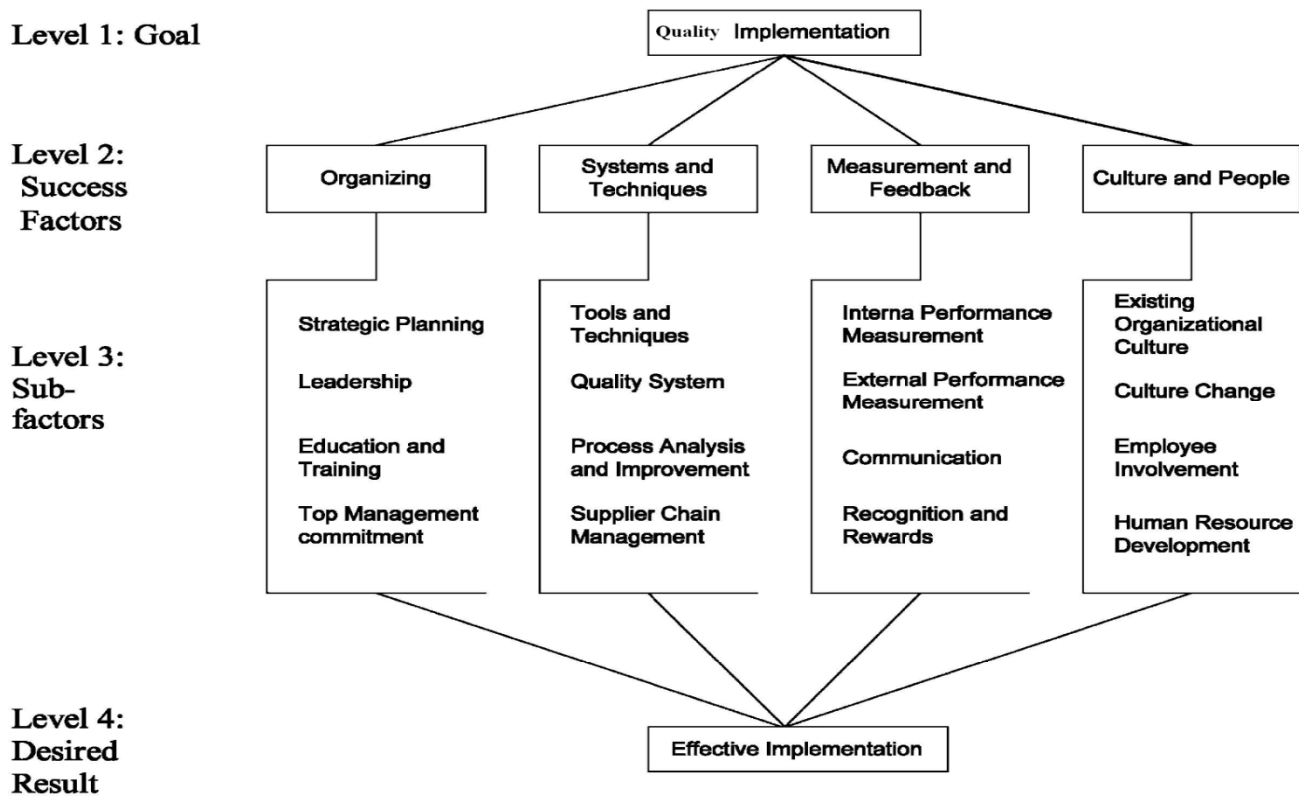 Level 1: Goal
Quality Implementation
Level 2:
Success
Factors
Organizing
Systems and
Techniques
Measurement and
Feedback
Culture and People
Level 3:
Sub-
factors
Strategic Planning
Leadership
Education and
Training
Top Management
commitment
Tools and
Techniques
Quality System
Process Analysis
and Improvement
Supplier Chain
Management
Interna Performance
Measurement
External Performance
Measurement
Communication
Recognition and
Rewards
Existing
Organizational
Culture
Culture Change
Employee
Involvement
Human Resource
Development
Level 4:
Desired
Result
Effective Implementation